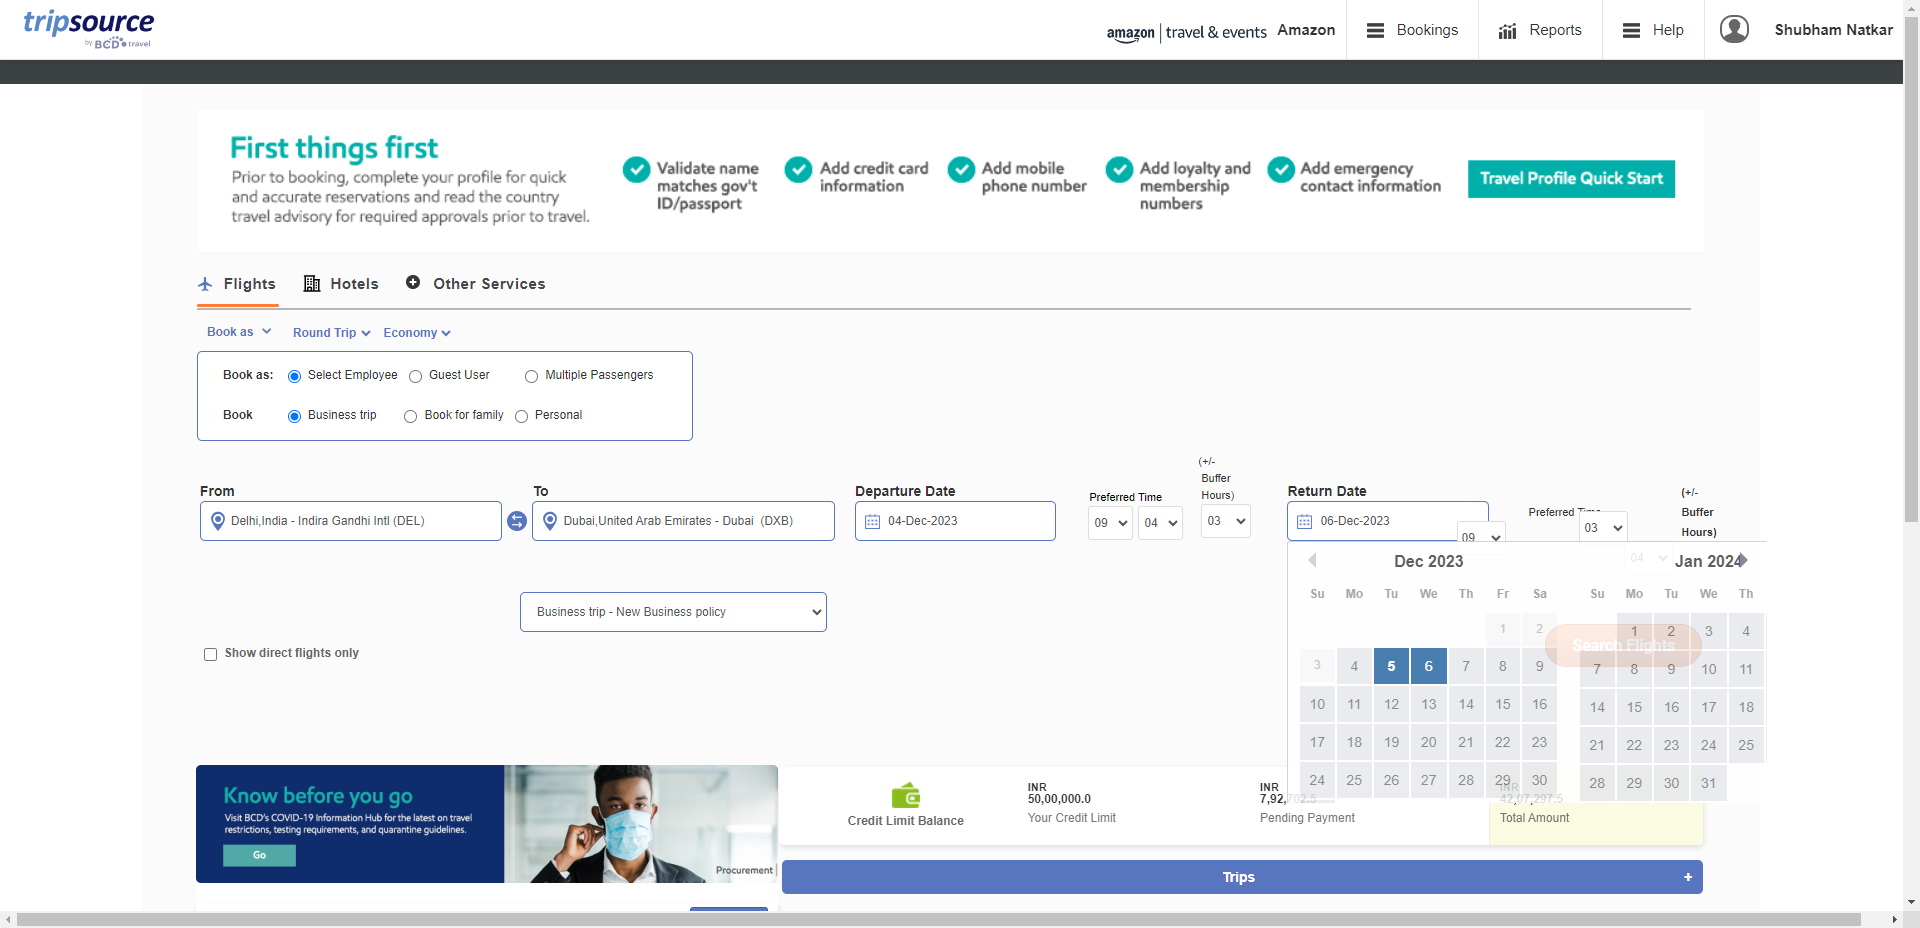 tripsource
by BCD travel
amazon | travel & events Amazon
Bookings
Reports
Help
Shubham Natkar
First things first
Prior to booking, complete your profile for quick
and accurate reservations and read the country
travel advisory for required approvals prior to travel.
Validate name
matches gov't
ID/passport
Add credit card
information
Add mobile
phone number
Add loyalty and
membership
numbers
Add emergency
contact information
Travel Profile Quick Start
Flights
Hotels
Other Services
Book as
Round Trip
Economy
Book as: Select Employee Guest User Multiple Passengers
Book Business trip Book for family Personal
From
Delhi,India - Indira Gandhi Intl (DEL)
To
Dubai,United Arab Emirates - Dubai (DXB)
Departure Date
04-Dec-2023
Preferred Time
09 04
(+/-
Buffer
Hours)
03
Return Date
06-Dec-2023
Preferred Time
09
03
04
(+/-
Buffer
Hours)
Dec 2023
Su Mo Tu We Th Fr Sa
1 2
3 4 5 6 7 8 9
10 11 12 13 14 15 16
17 18 19 20 21 22 23
24 25 26 27 28 29 30
Jan 2024
Su Mo Tu We Th
1 2 3 4
7 8 9 10 11
14 15 16 17 18
21 22 23 24 25
28 29 30 31
Search Flights
Business trip - New Business policy
Show direct flights only
Know before you go
Visit BCD's COVID-19 Information Hub for the latest on travel
restrictions, testing requirements, and quarantine guidelines.
Go
Procurement |
Credit Limit Balance
INR
50,00,000.0
Your Credit Limit
INR
7,92,702.5
Pending Payment
INR
42,07,297.5
Total Amount
Trips +